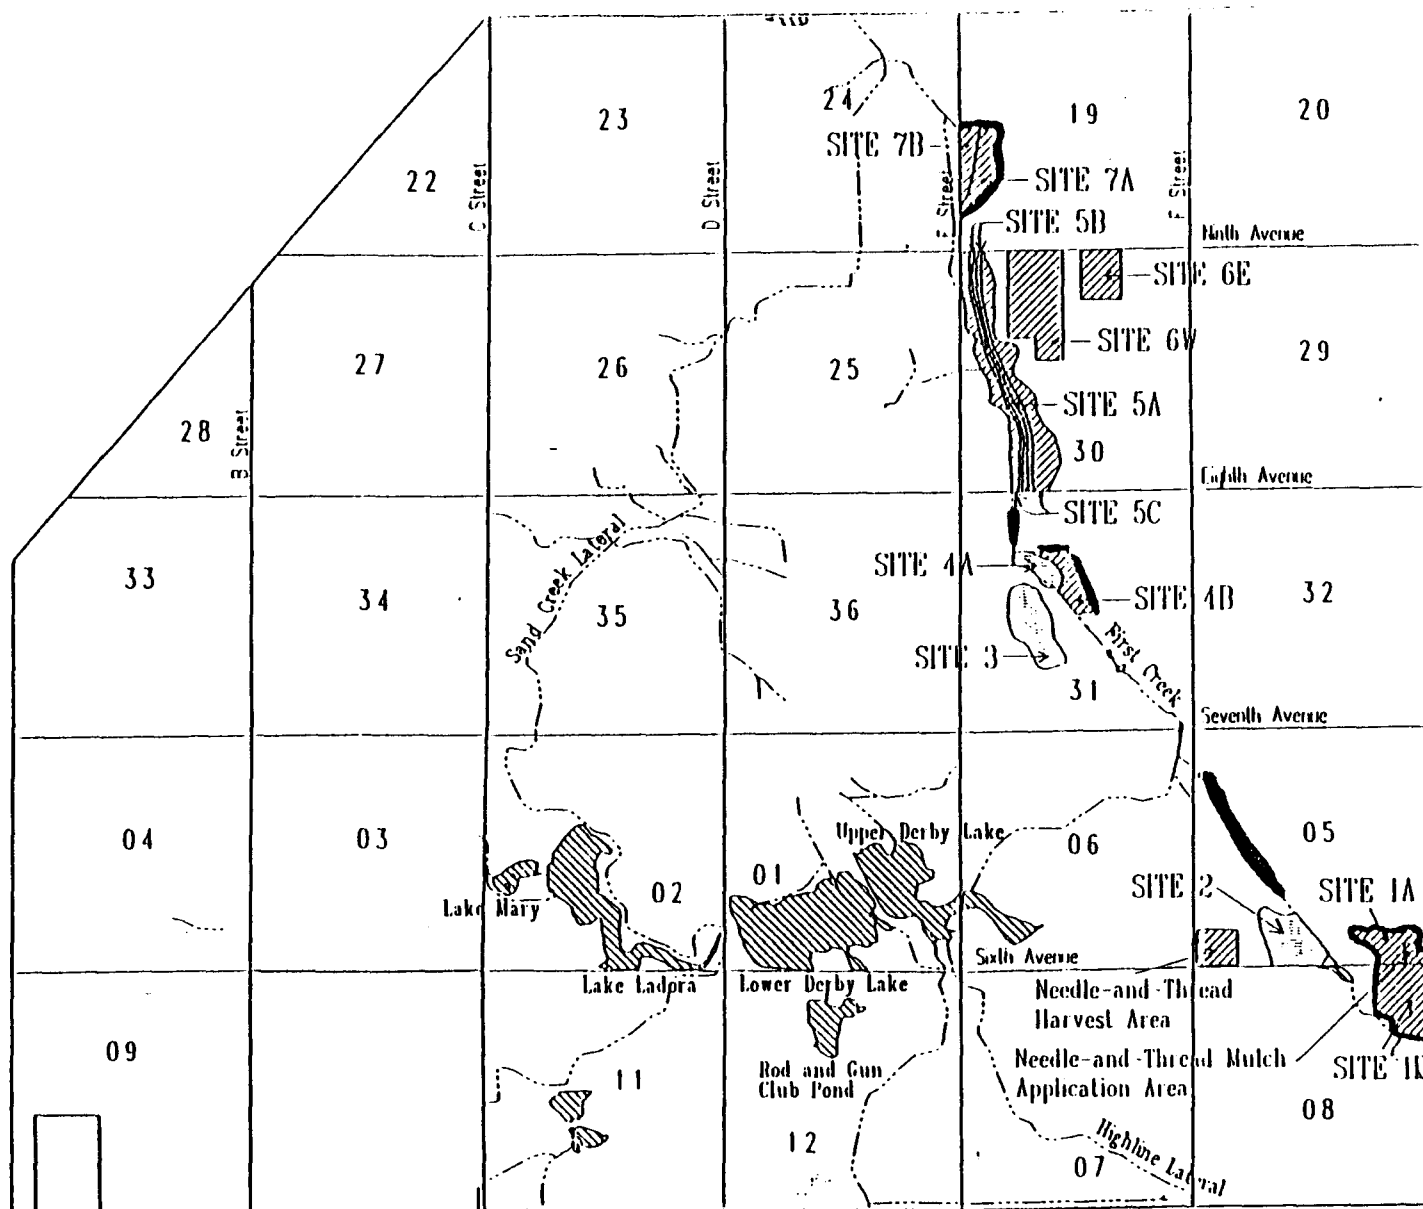 23
24
19
20
SITE 7B
22
C Street
D Street
E Street
SITE 7A
F Street
SITE 5B
Ninth Avenue
SITE 6E
27
26
25
SITE 6W
29
28
B Street
SITE 5A
30
Eighth Avenue
SITE 5C
Sand Creek Lateral
33
34
35
36
SITE 4A
SITE 4B
32
First Creek
SITE 3
31
Seventh Avenue
04
03
Upper Derby Lake
06
05
01
02
Lake Mary
SITE 2
SITE 1A
Sixth Avenue
Lake Ladora
Lower Derby Lake
Needle-and-Thread
Harvest Area
09
11
Rod and Gun
Club Pond
Needle-and-Thread Mulch
Application Area
08
12
Highline Lateral
07